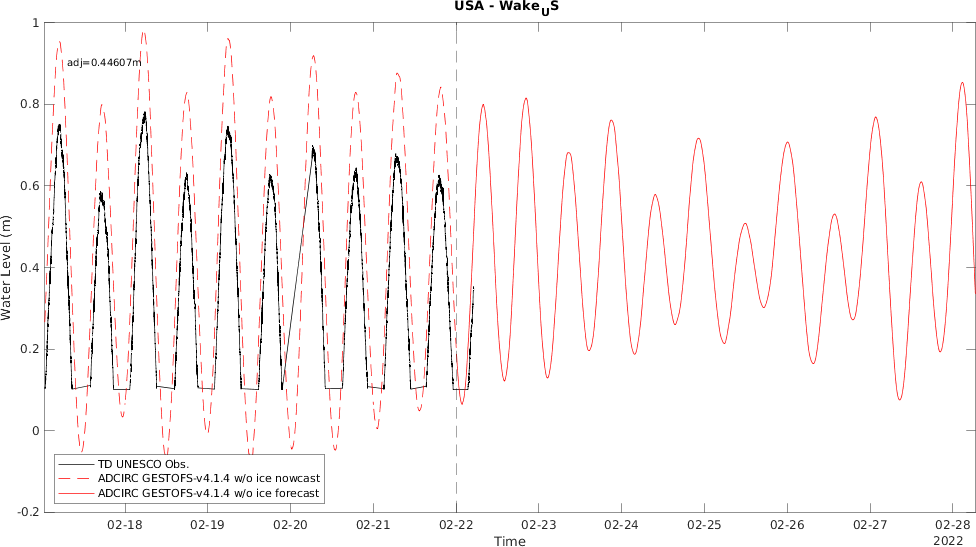 USA - WakeUS
adj=0.44607m
Water Level (m)
1
0.8
0.6
0.4
0.2
0
-0.2
TD UNESCO Obs.
ADCIRC GESTOFS-v4.1.4 w/o ice nowcast
ADCIRC GESTOFS-v4.1.4 w/o ice forecast
02-18 02-19 02-20 02-21 02-22 02-23 02-24 02-25 02-26 02-27 02-28
Time
2022